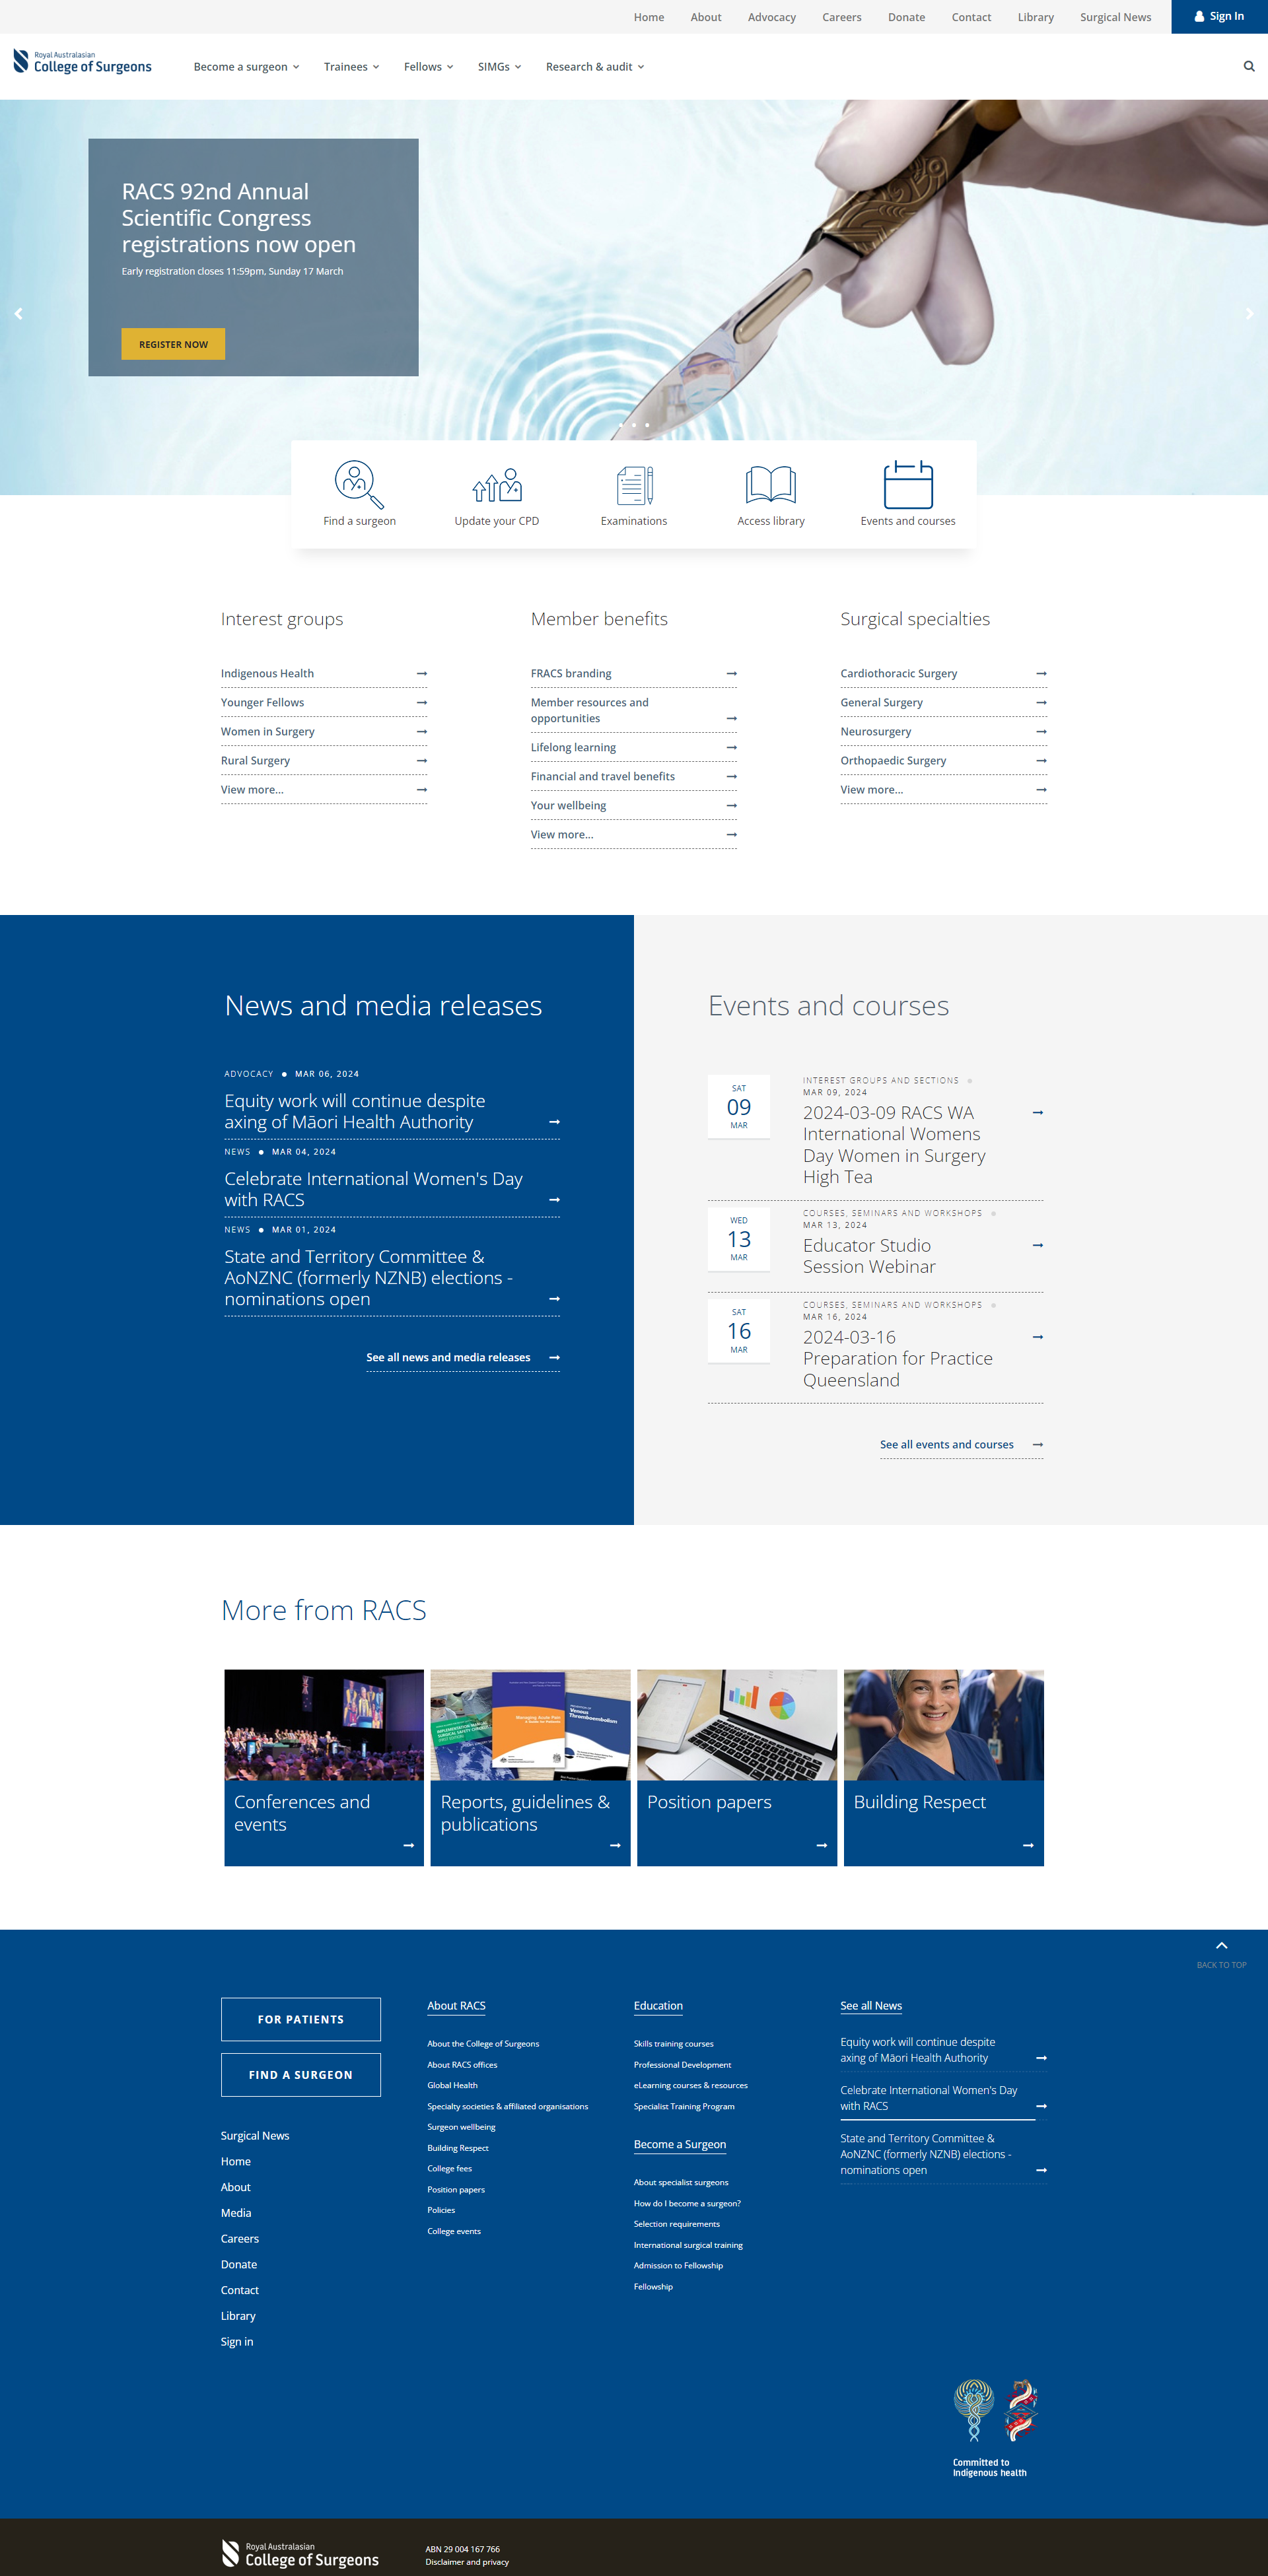 Home About Advocacy Careers Donate Contact Library Surgical News Sign In
Royal Australasian
College of Surgeons
Become a surgeon Trainees Fellows SIMGs Research & audit
RACS 92nd Annual
Scientific Congress
registrations now open
Early registration closes 11:59pm, Sunday 17 March
REGISTER NOW
Find a surgeon
Update your CPD
Examinations
Access library
Events and courses
Interest groups
Indigenous Health
Younger Fellows
Women in Surgery
Rural Surgery
View more...
Member benefits
FRACS branding
Member resources and
opportunities
Lifelong learning
Financial and travel benefits
Your wellbeing
View more...
Surgical specialties
Cardiothoracic Surgery
General Surgery
Neurosurgery
Orthopaedic Surgery
View more...
News and media releases
ADVOCACY ● MAR 06, 2024
Equity work will continue despite
axing of Māori Health Authority
NEWS ● MAR 04, 2024
Celebrate International Women's Day
with RACS
NEWS ● MAR 01, 2024
State and Territory Committee &
AoNZNC (formerly NZNB) elections -
nominations open
See all news and media releases
Events and courses
SAT
09
MAR
INTEREST GROUPS AND SECTIONS
MAR 09, 2024
2024-03-09 RACS WA
International Womens
Day Women in Surgery
High Tea
WED
13
MAR
COURSES, SEMINARS AND WORKSHOPS
MAR 13, 2024
Educator Studio
Session Webinar
SAT
16
MAR
COURSES, SEMINARS AND WORKSHOPS
MAR 16, 2024
2024-03-16
Preparation for Practice
Queensland
See all events and courses
More from RACS
Managing Acute Pain
Venous
Thromboembolism
Conferences and
events
Reports, guidelines &
publications
Position papers
Building Respect
BACK TO TOP
FOR PATIENTS
FIND A SURGEON
Surgical News
Home
About
Media
Careers
Donate
Contact
Library
Sign in
About RACS
About the College of Surgeons
About RACS offices
Global Health
Specialty societies & affiliated organisations
Surgeon wellbeing
Building Respect
College fees
Position papers
Policies
College events
Education
Skills training courses
Professional Development
eLearning courses & resources
Specialist Training Program
Become a Surgeon
About specialist surgeons
How do I become a surgeon?
Selection requirements
International surgical training
Admission to Fellowship
Fellowship
See all News
Equity work will continue despite
axing of Māori Health Authority
Celebrate International Women's Day
with RACS
State and Territory Committee &
AoNZNC (formerly NZNB) elections -
nominations open
Committed to
Indigenous health
Royal Australasian
College of Surgeons
ABN 29 004 167 766
Disclaimer and privacy